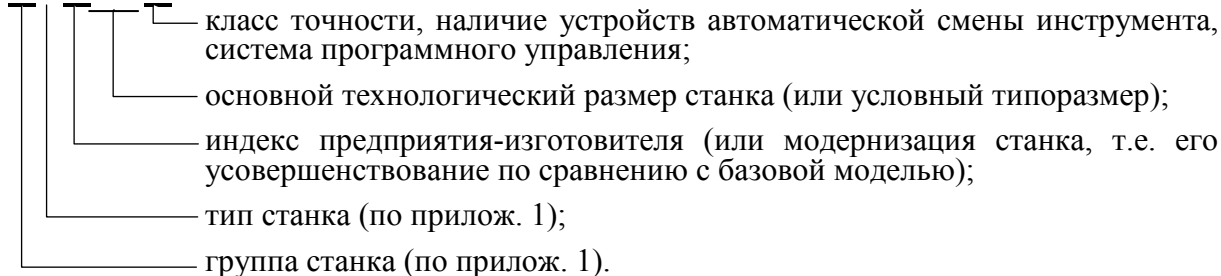 класс точности, наличие устройств автоматической смены инструмента,
система программного управления;
основной технологический размер станка (или условный типоразмер);
индекс предприятия-изготовителя (или модернизация станка, т.е. его
усовершенствование по сравнению с базовой моделью);
тип станка (по прилож. 1);
группа станка (по прилож. 1).